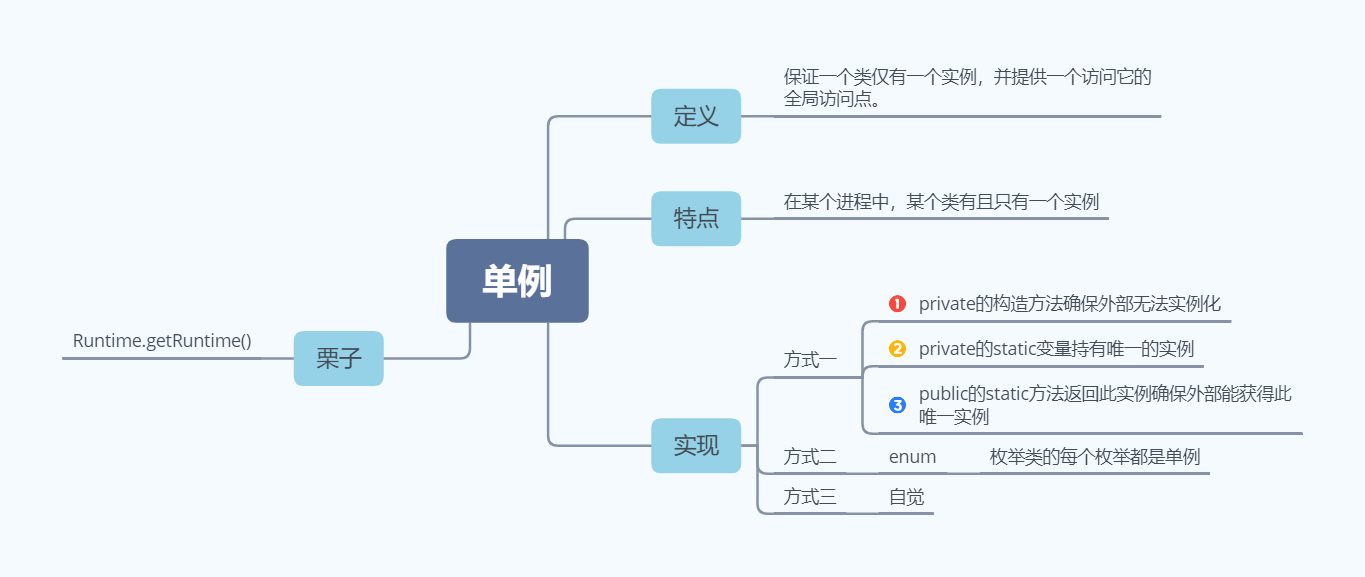 保证一个类仅有一个实例，并提供一个访问它的
全局访问点。
定义
特点
在某个进程中，某个类有且只有一个实例
单例
Runtime.getRuntime()
栗子
实现
方式一
1 private的构造方法确保外部无法实例化
2 private的static变量持有唯一的实例
3 public的static方法返回此实例确保外部能获得此
唯一实例
方式二
enum
枚举类的每个枚举都是单例
方式三
自觉